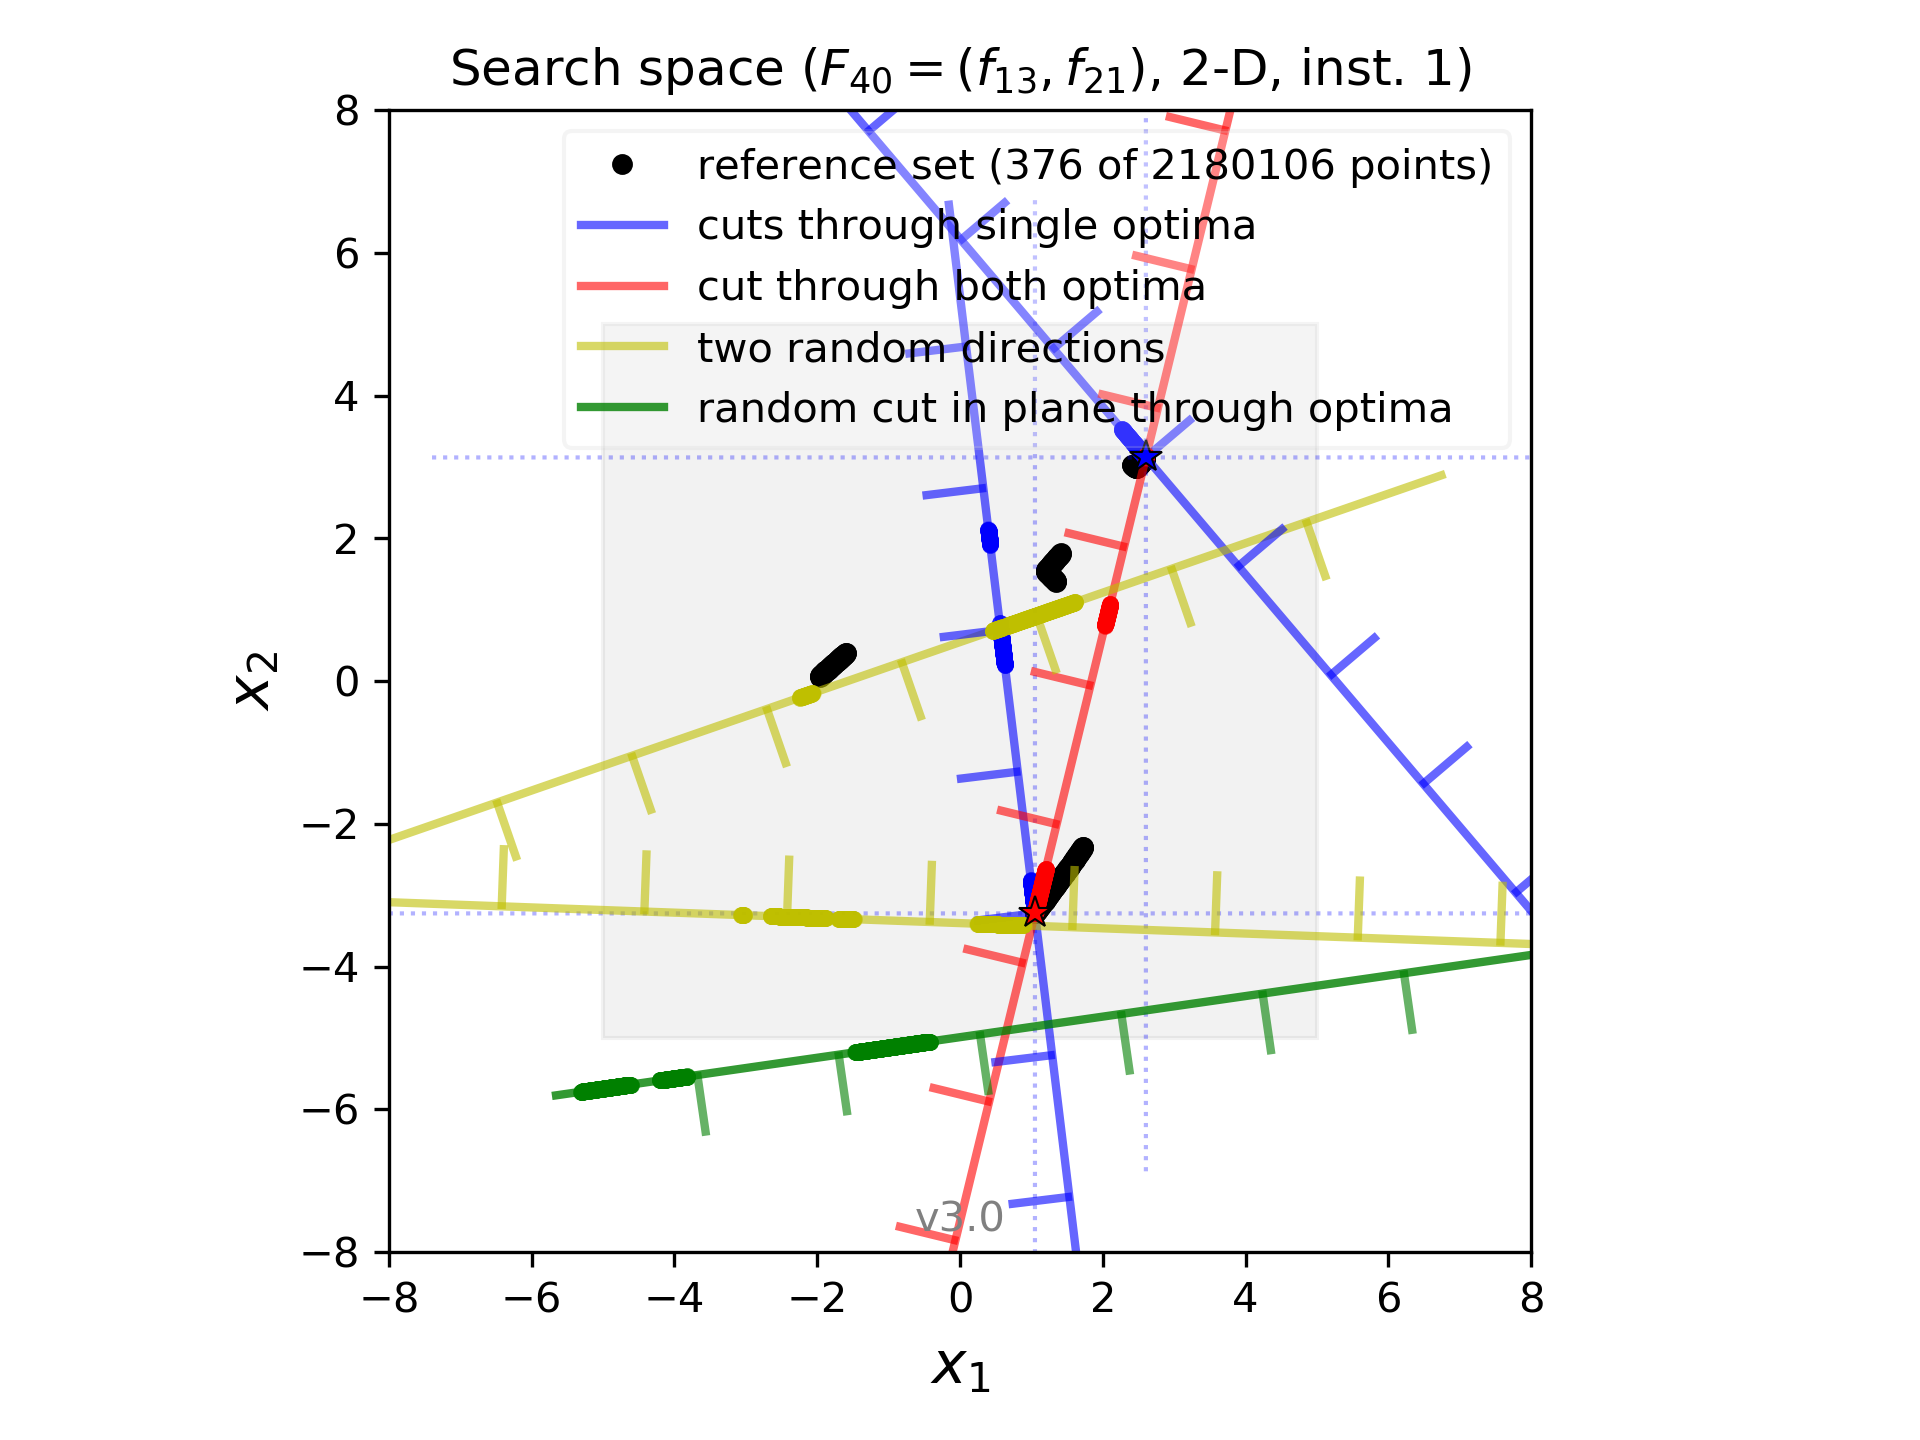 Search space (F40 = (f13, f21), 2-D, inst. 1)
reference set (376 of 2180106 points)
cuts through single optima
cut through both optima
two random directions
random cut in plane through optima
8
6
4
2
0
−2
−4
−6
−8
x2
v3.0
−8 −6 −4 −2 0 2 4 6 8
x1